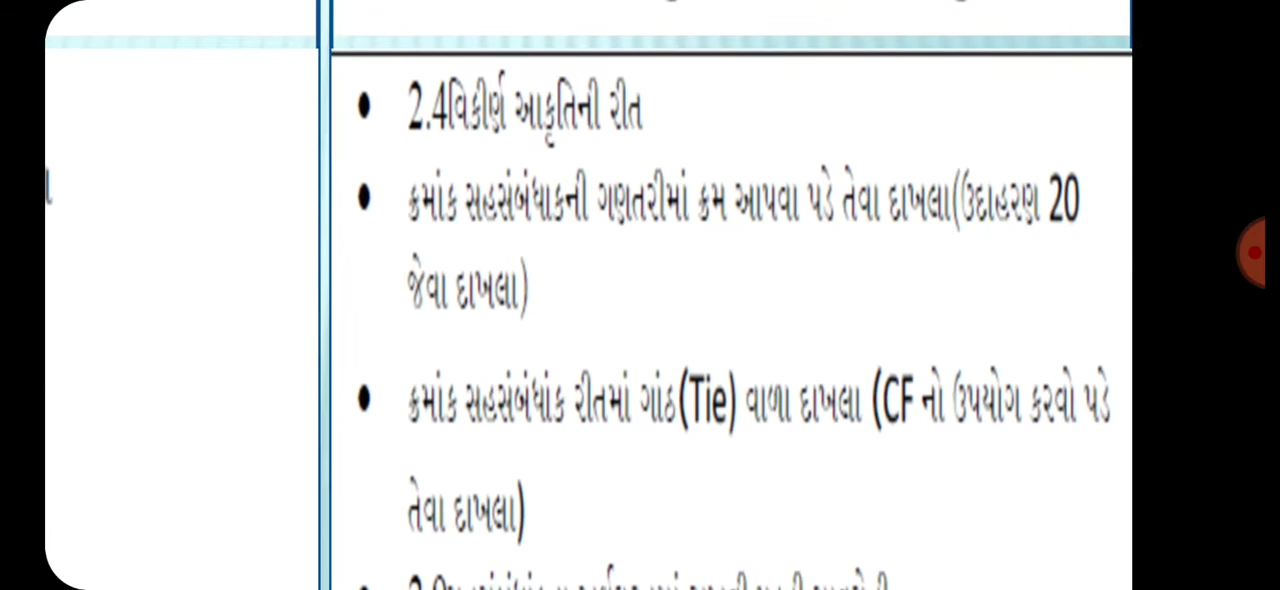 • 2.4વિકીર્ણ આકૃતિની રીત
• ક્રમાંક સહસંબંધાકની ગણતરીમાં ક્રમ આપવા પડે તેવા દાખલા(ઉદાહરણ 20
જેવા દાખલા)
• ક્રમાંક સહસંબંધાંક રીતમાં ગાંઠ(Tie) વાળા દાખલા (CF નો ઉપયોગ કરવો પડે
તેવા દાખલા)